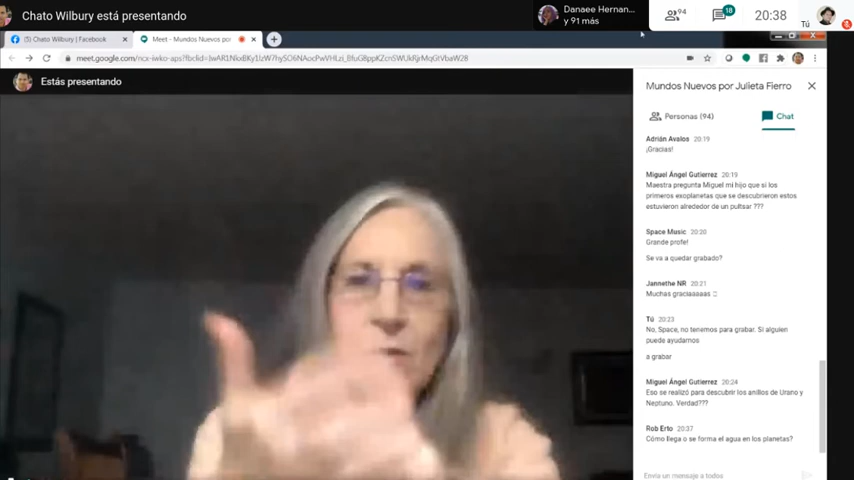 Chato Wilbury está presentando
Danaee Hernan...
y 91 más
94
18
20:38
Tú
(1) Chato Wilbury | Facebook
Meet - Mundos Nuevos por
Estás presentando
Mundos Nuevos por Julieta Fierro
Personas (94)
Chat
Adrián Avalos 20:19
¡Gracias!
Miguel Ángel Gutierrez 20:19
Maestra pregunta Miguel mi hijo que si los
primeros exoplanetas que se descubrieron estos
estuvieron alrededor de un pultsar ???
Space Music 20:20
Grande profe!
Se va a quedar grabado?
Jannethe NR 20:21
Muchas graciaaaaas
Tú 20:23
No, Space, no tenemos para grabar. Si alguien
puede ayudarnos
a grabar
Miguel Ángel Gutierrez 20:24
Eso se realizó para descubrir los anillos de Urano y
Neptuno. Verdad???
Rob Erto 20:37
Cómo llega o se forma el agua en los planetas?
Envía un mensaje a todos